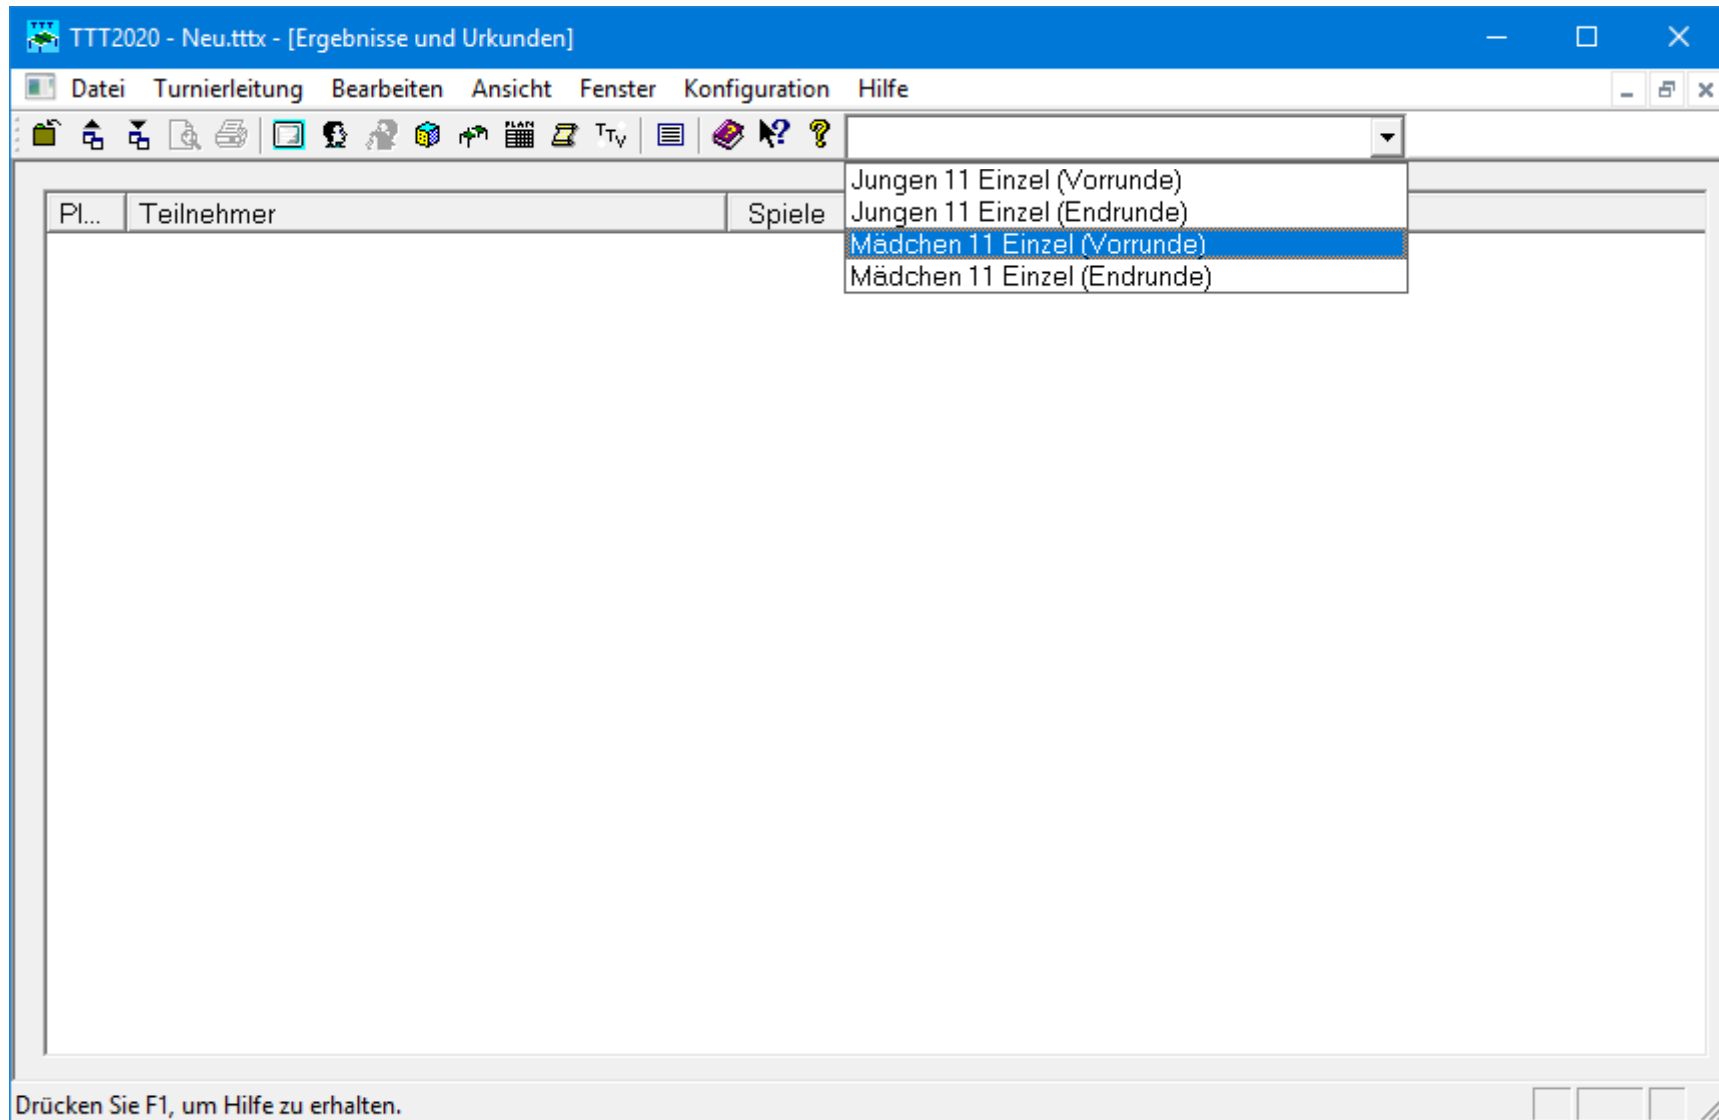 TTT2020 - Neu.tttx - [Ergebnisse und Urkunden]
Datei Turnierleitung Bearbeiten Ansicht Fenster Konfiguration Hilfe
PLAN TTV
Jungen 11 Einzel (Vorrunde)
Jungen 11 Einzel (Endrunde)
Mädchen 11 Einzel (Vorrunde)
Mädchen 11 Einzel (Endrunde)
Pl... Teilnehmer Spiele
Drücken Sie F1, um Hilfe zu erhalten.